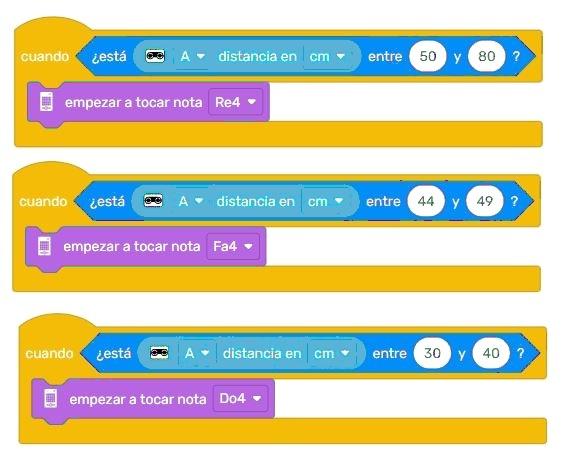 cuando ¿está A distancia en cm entre 50 y 80 ?
empezar a tocar nota Re4
cuando ¿está A distancia en cm entre 44 y 49 ?
empezar a tocar nota Fa4
cuando ¿está A distancia en cm entre 30 y 40 ?
empezar a tocar nota Do4